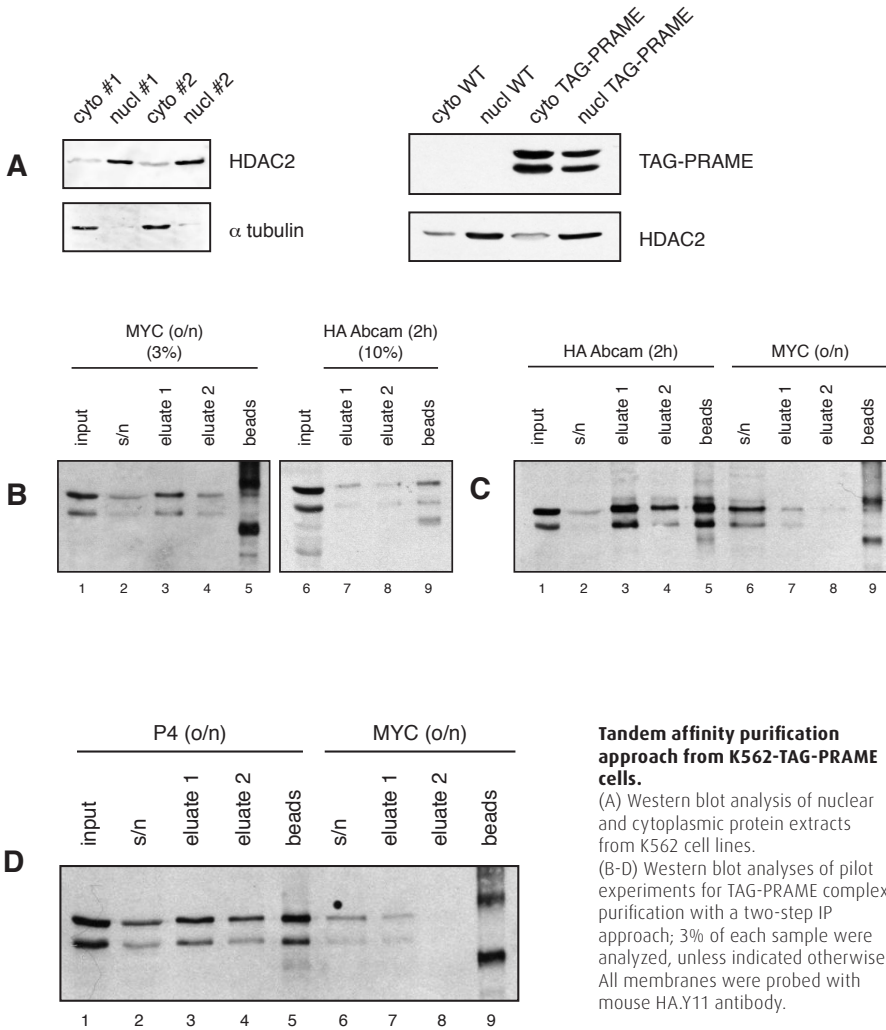 A
cyto #1 nucl #1 cyto #2 nucl #2
HDAC2
α tubulin
cyto WT nucl WT cyto TAG-PRAME nucl TAG-PRAME
TAG-PRAME
HDAC2
B
MYC (o/n)
(3%)
input s/n eluate 1 eluate 2 beads
1 2 3 4 5
HA Abcam (2h)
(10%)
input eluate 1 eluate 2 beads
6 7 8 9
C
HA Abcam (2h) MYC (o/n)
input s/n eluate 1 eluate 2 beads s/n eluate 1 eluate 2 beads
1 2 3 4 5 6 7 8 9
D
P4 (o/n) MYC (o/n)
input s/n eluate 1 eluate 2 beads s/n eluate 1 eluate 2 beads
1 2 3 4 5 6 7 8 9
Tandem affinity purification
approach from K562-TAG-PRAME
cells.
(A) Western blot analysis of nuclear
and cytoplasmic protein extracts
from K562 cell lines.
(B-D) Western blot analyses of pilot
experiments for TAG-PRAME complex
purification with a two-step IP
approach; 3% of each sample were
analyzed, unless indicated otherwise
All membranes were probed with
mouse HA.Y11 antibody.